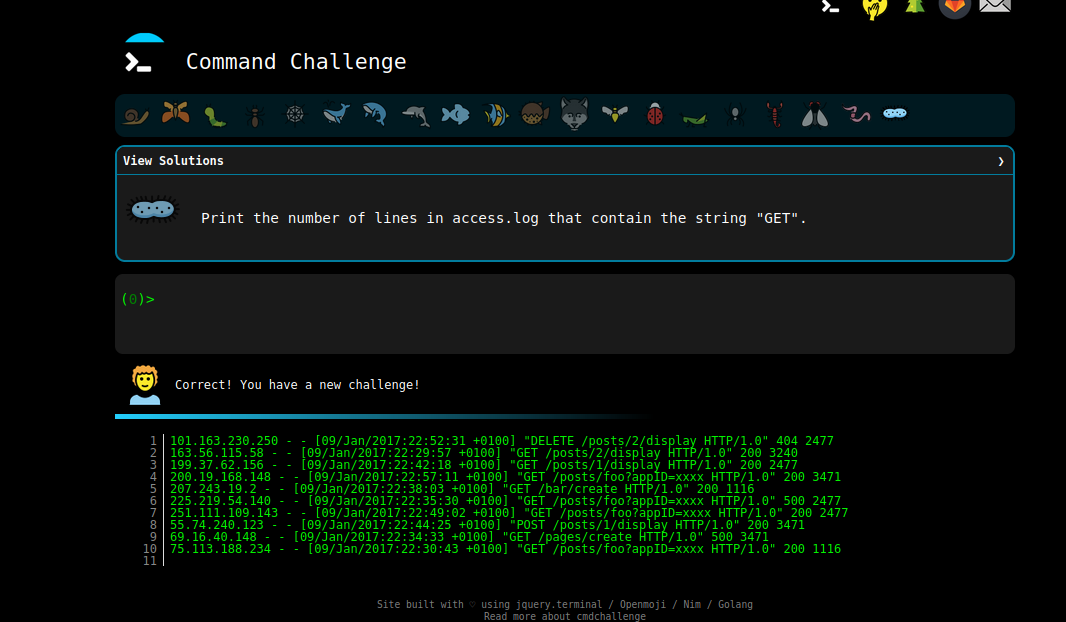 Command Challenge
View Solutions ❯
Print the number of lines in access.log that contain the string "GET".
(0)>
Correct! You have a new challenge!
1 101.163.230.250 - - [09/Jan/2017:22:52:31 +0100] "DELETE /posts/2/display HTTP/1.0" 404 2477
2 163.56.115.58 - - [09/Jan/2017:22:29:57 +0100] "GET /posts/2/display HTTP/1.0" 200 3240
3 199.37.62.156 - - [09/Jan/2017:22:42:18 +0100] "GET /posts/1/display HTTP/1.0" 200 2477
4 200.19.168.148 - - [09/Jan/2017:22:57:11 +0100] "GET /posts/foo?appID=xxxx HTTP/1.0" 200 3471
5 207.243.19.2 - - [09/Jan/2017:22:38:03 +0100] "GET /bar/create HTTP/1.0" 200 1116
6 225.219.54.140 - - [09/Jan/2017:22:35:30 +0100] "GET /posts/foo?appID=xxxx HTTP/1.0" 500 2477
7 251.111.109.143 - - [09/Jan/2017:22:49:02 +0100] "GET /posts/foo?appID=xxxx HTTP/1.0" 200 2477
8 55.74.240.123 - - [09/Jan/2017:22:44:25 +0100] "POST /posts/1/display HTTP/1.0" 200 3471
9 69.16.40.148 - - [09/Jan/2017:22:34:33 +0100] "GET /pages/create HTTP/1.0" 500 3471
10 75.113.188.234 - - [09/Jan/2017:22:30:43 +0100] "GET /posts/foo?appID=xxxx HTTP/1.0" 200 1116
11
Site built with ♡ using jquery.terminal / Openmoji / Nim / Golang
Read more about cmdchallenge